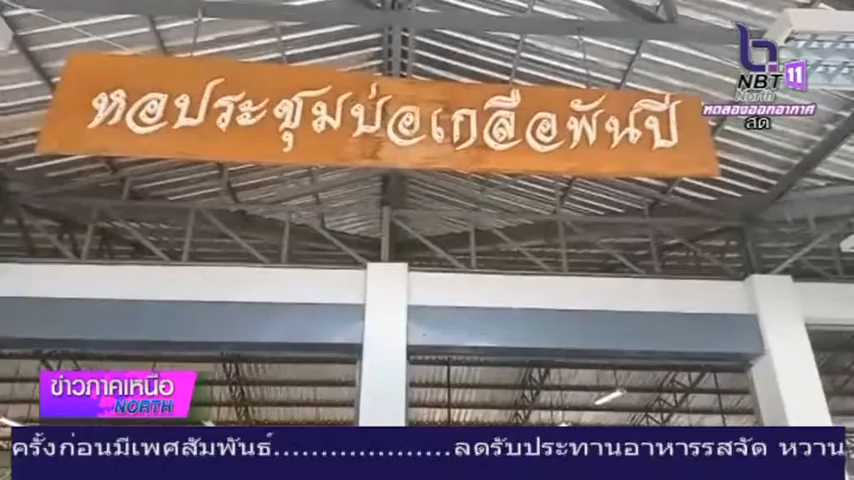 หอประชุมบ่อเกลือพันปี
NBT 11
North
ทดลองออกอากาศ
สด
ข่าวภาคเหนือ
NORTH
ครั้งก่อนมีเพศสัมพันธ์...................ลดรับประทานอาหารรสจัด หวาน